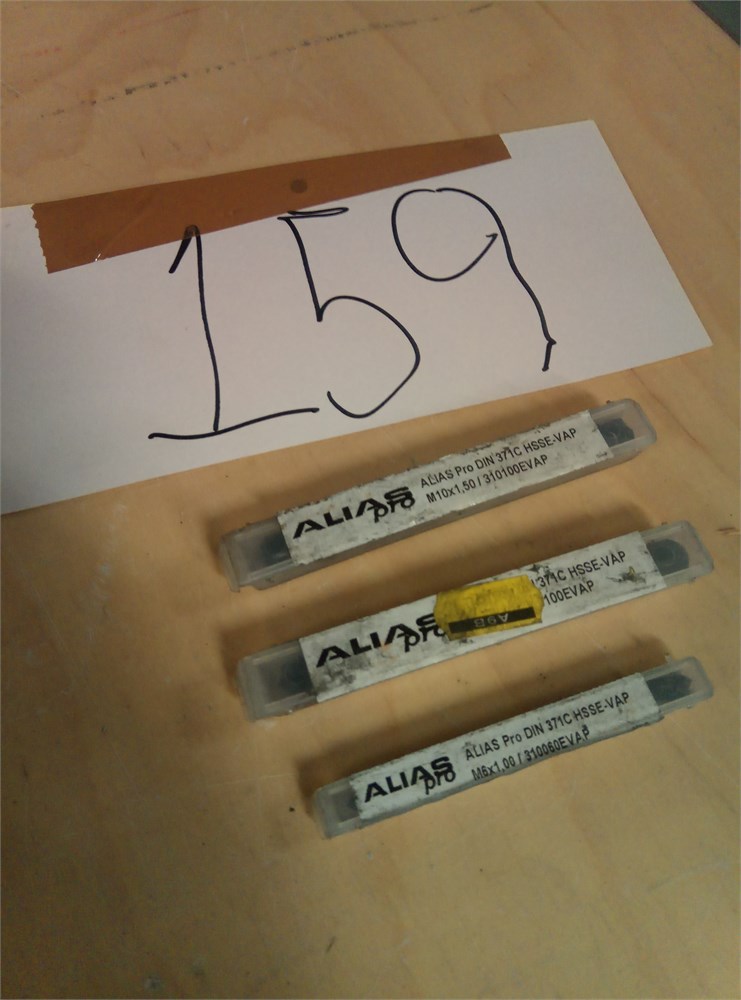 159
ALIAS pro
ALIAS Pro DIN 371C HSSE-VAP
M10x1,50 / 310100EVAP
ALIAS pro
371C HSSE-VAP
100EVAP
A9B
ALIAS pro
ALIAS Pro DIN 371C HSSE-VAP
M6x1,00 / 310060EVAP